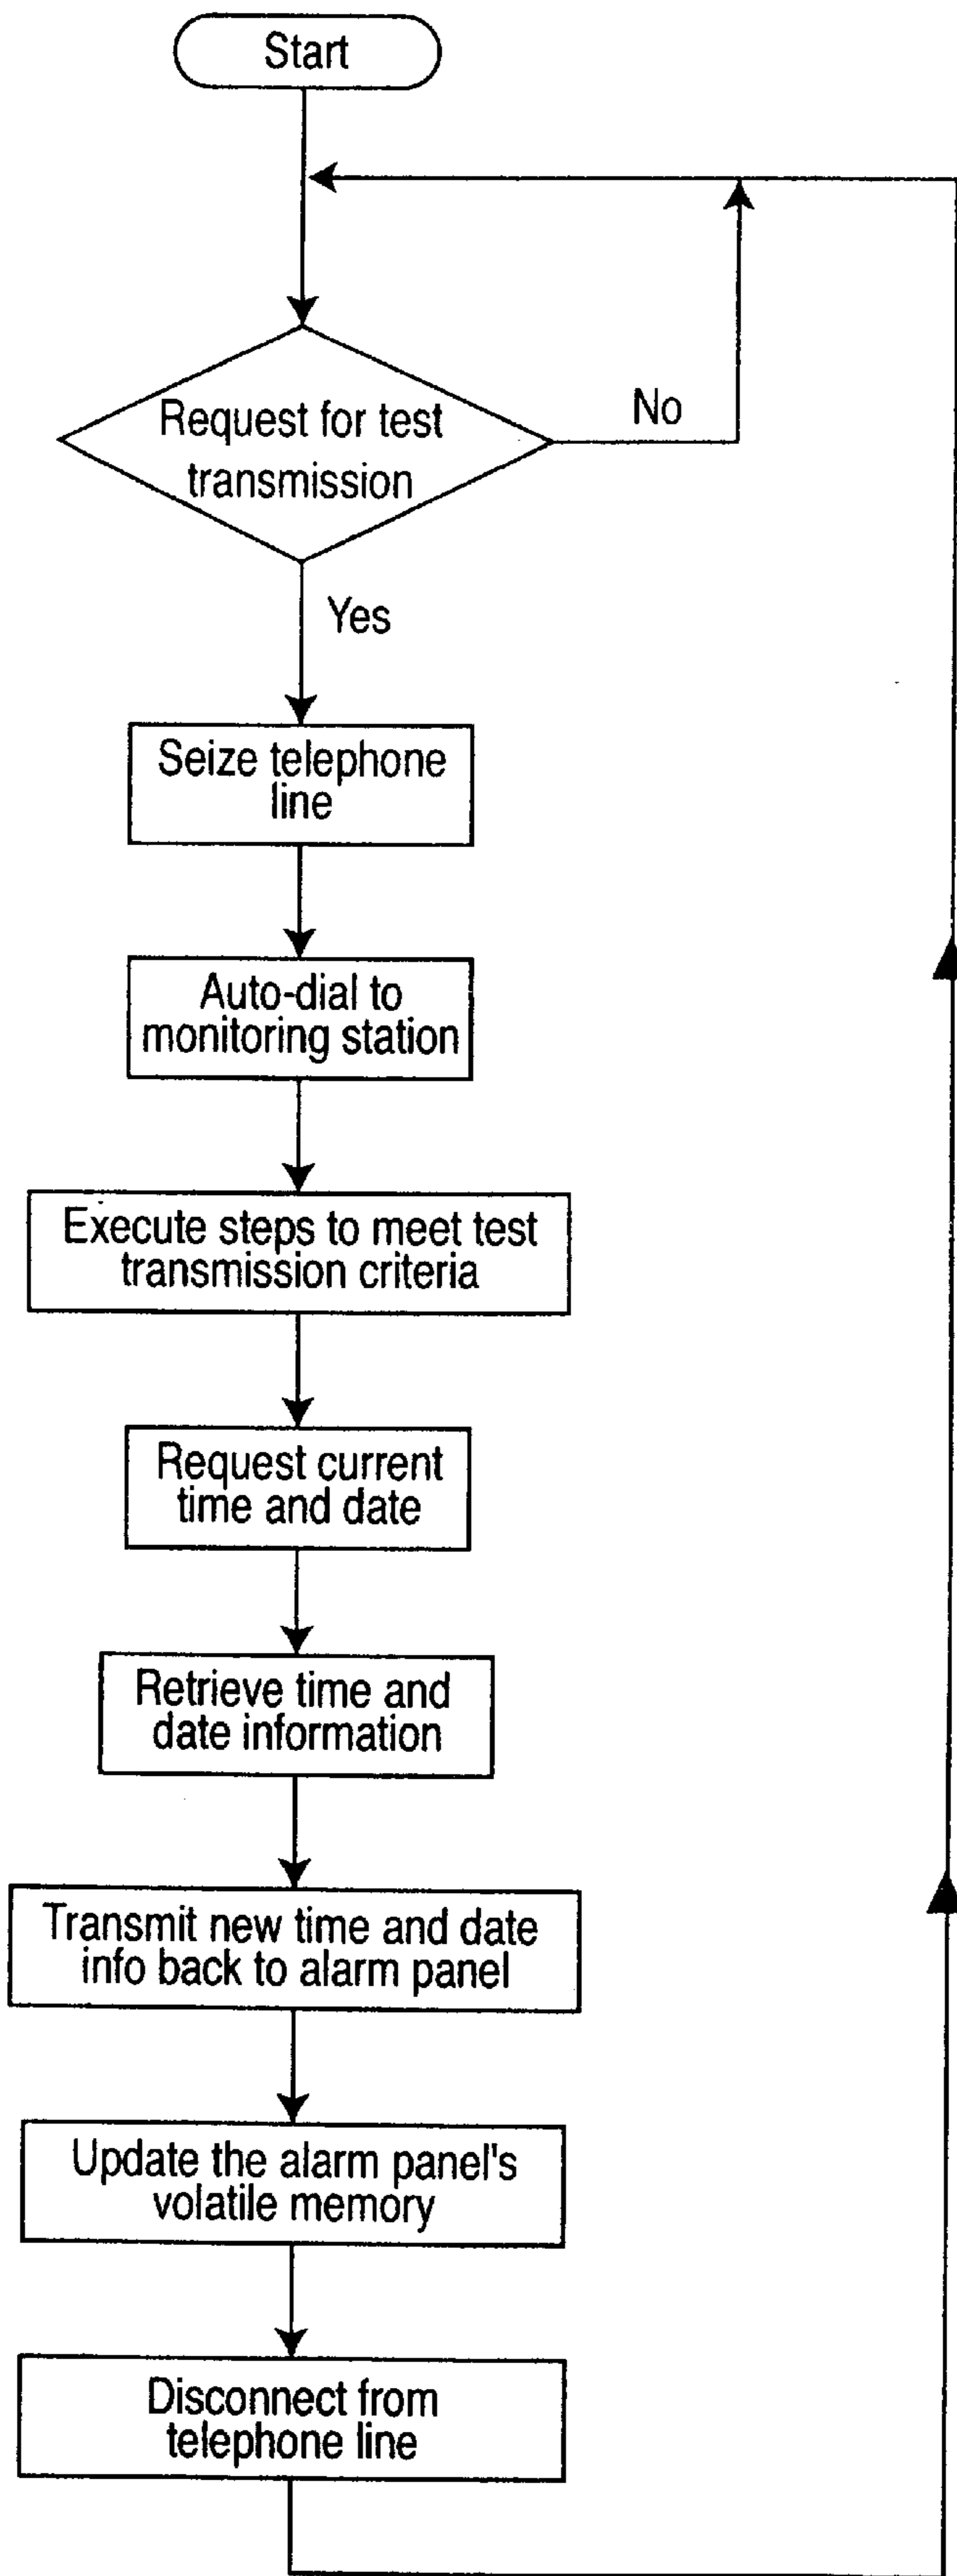 Start
Request for test
transmission
No
Yes
Seize telephone
line
Auto-dial to
monitoring station
Execute steps to meet test
transmission criteria
Request current
time and date
Retrieve time and
date information
Transmit new time and date
info back to alarm panel
Update the alarm panel's
volatile memory
Disconnect from
telephone line